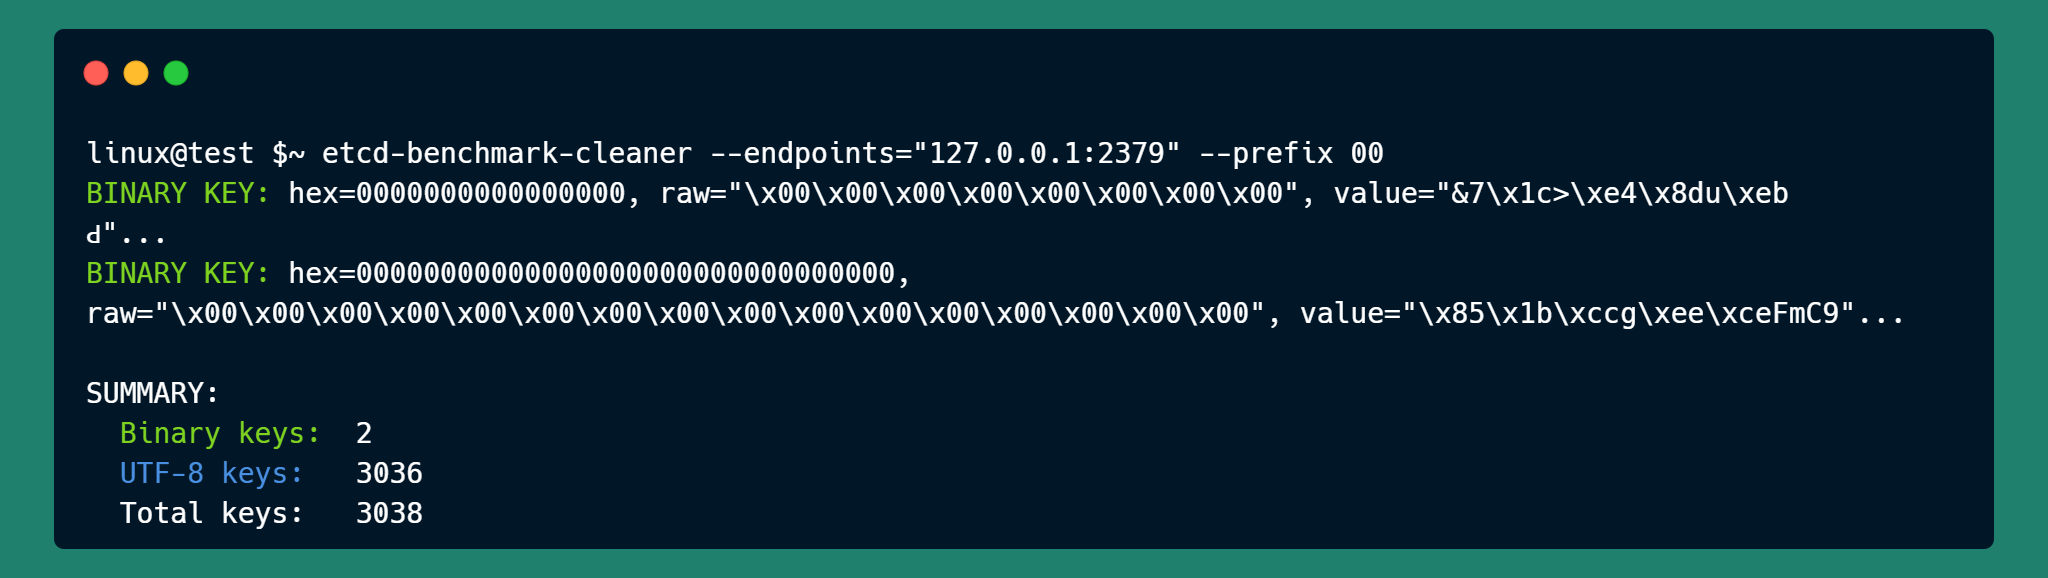 linux@test $~ etcd-benchmark-cleaner --endpoints="127.0.0.1:2379" --prefix 00
BINARY KEY: hex=0000000000000000, raw="\x00\x00\x00\x00\x00\x00\x00\x00", value="&7\x1c>\xe4\x8du\xeb
ԁ"...
BINARY KEY: hex=00000000000000000000000000000000,
raw="\x00\x00\x00\x00\x00\x00\x00\x00\x00\x00\x00\x00\x00\x00\x00\x00", value="\x85\x1b\xccg\xee\xceFmC9"...
SUMMARY:
Binary keys: 2
UTF-8 keys: 3036
Total keys: 3038